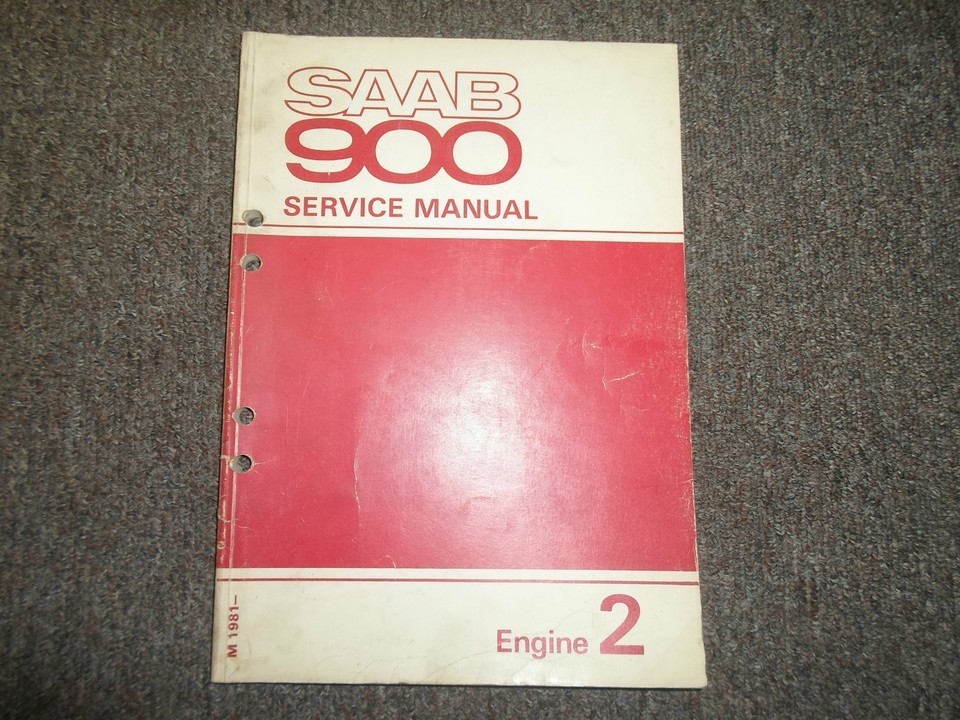 SAAB
900
SERVICE MANUAL
M 1981–
Engine 2